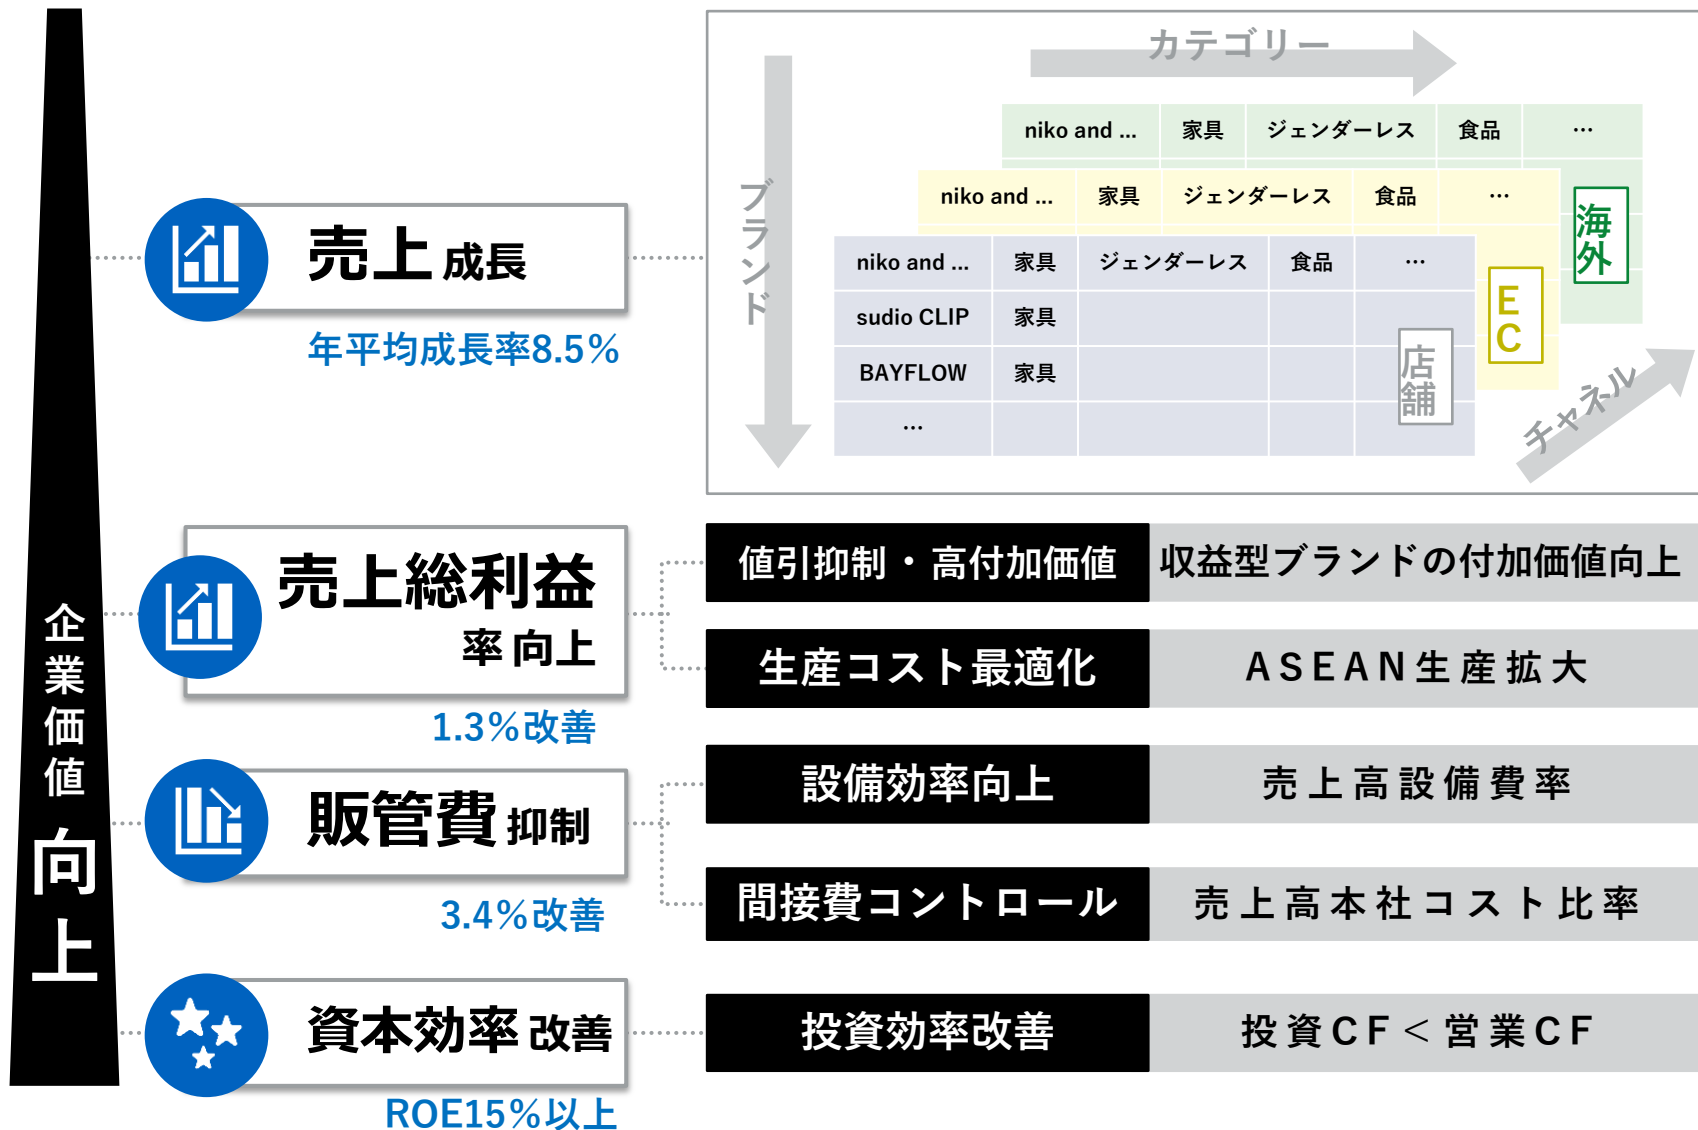 企業価値
向上
売上 成長
年平均成長率8.5%
カテゴリー
ブランド
チャネル
niko and ... 家具 ジェンダーレス 食品 …
海外
niko and ... 家具 ジェンダーレス 食品 …
EC
niko and ... 家具 ジェンダーレス 食品 …
sudio CLIP 家具
BAYFLOW 家具
…
店舗
売上総利益
率 向上
1.3%改善
値引抑制・高付加価値 収益型ブランドの付加価値向上
生産コスト最適化 ASEAN生産拡大
販管費 抑制
3.4%改善
設備効率向上 売上高設備費率
間接費コントロール 売上高本社コスト比率
資本効率 改善
ROE15%以上
投資効率改善 投資CF＜営業CF